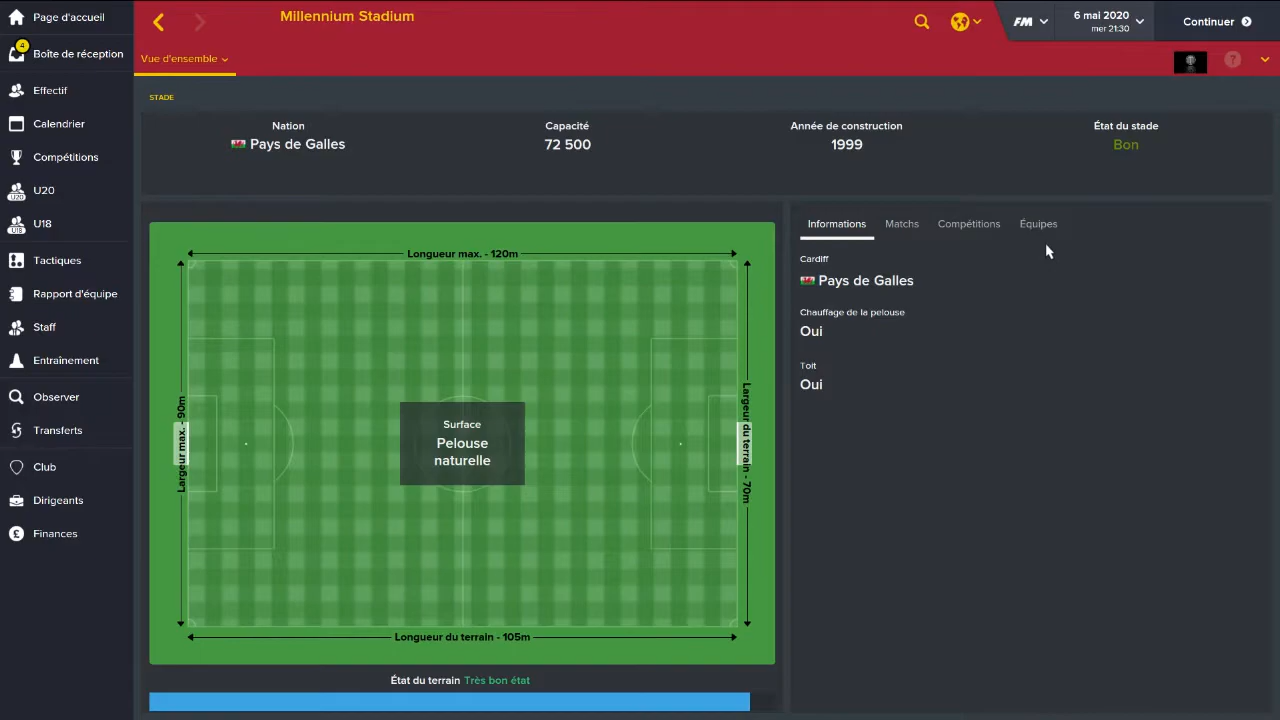 Page d'accueil
4
Boîte de réception
Effectif
Calendrier
Compétitions
U20
U20
U18
U18
Tactiques
Rapport d'équipe
Staff
Entraînement
Observer
Transferts
Club
Dirigeants
£
Finances
Millennium Stadium
FM
6 mai 2020
mer 21:30
Continuer
Vue d'ensemble
?
STADE
Nation
Pays de Galles
Capacité
72 500
Année de construction
1999
État du stade
Bon
Longueur max. - 120m
Largeur max. - 90m
Surface
Pelouse
naturelle
Largeur du terrain - 70m
Longueur du terrain - 105m
État du terrain Très bon état
Informations
Matchs
Compétitions
Équipes
Cardiff
Pays de Galles
Chauffage de la pelouse
Oui
Toit
Oui